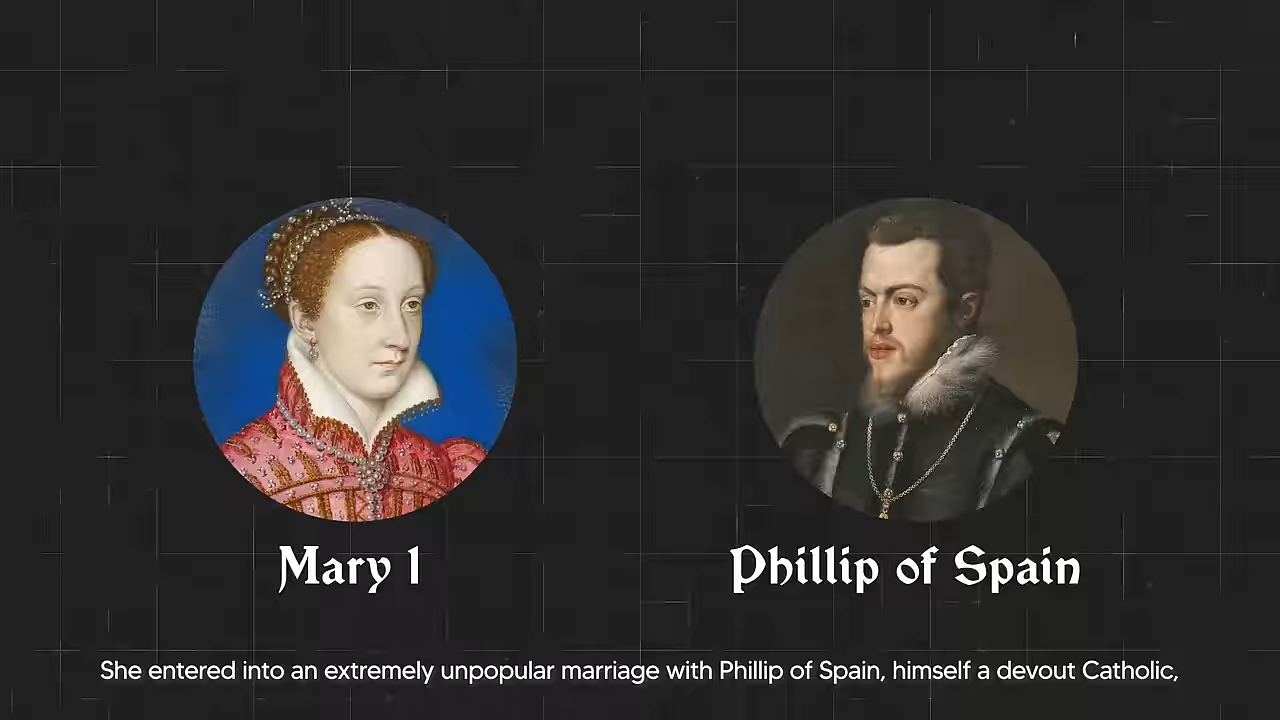 Mary 1
Phillip of Spain
She entered into an extremely unpopular marriage with Phillip of Spain, himself a devout Catholic,